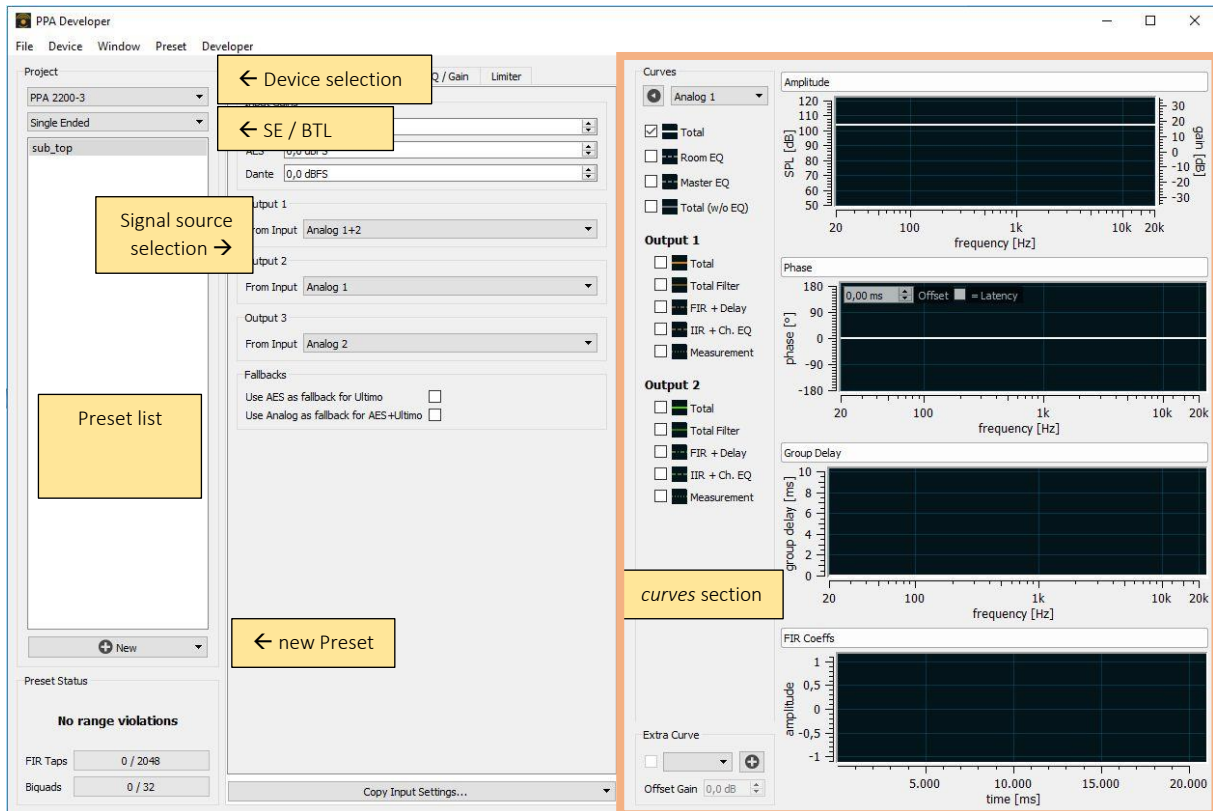 PPA Developer
File Device Window Preset Developer
Project
PPA 2200-3
Single Ended
sub_top
← Device selection
← SE / BTL
Signal source
selection →
Preset list
New
← new Preset
Preset Status
No range violations
FIR Taps 0 / 2048
Biquads 0 / 32
/ Gain Limiter
AES 0,0 dBFS
Dante 0,0 dBFS
Output 1
From Input Analog 1+2
Output 2
From Input Analog 1
Output 3
From Input Analog 2
Fallbacks
Use AES as fallback for Ultimo
Use Analog as fallback for AES+Ultimo
Copy Input Settings...
Curves
Analog 1
Total
Room EQ
Master EQ
Total (w/o EQ)
Output 1
Total
Total Filter
FIR + Delay
IIR + Ch. EQ
Measurement
Output 2
Total
Total Filter
FIR + Delay
IIR + Ch. EQ
Measurement
curves section
Extra Curve
Offset Gain 0,0 dB
Amplitude
SPL [dB]
120
110
100
90
80
70
60
50
30
20
10
0
-10
-20
-30
gain [dB]
20 100 1k 10k 20k
frequency [Hz]
Phase
0,00 ms Offset = Latency
phase [°]
180
90
0
-90
-180
20 100 1k 10k 20k
frequency [Hz]
Group Delay
group delay [ms]
10
8
6
4
2
0
20 100 1k 10k 20k
frequency [Hz]
FIR Coeffs
amplitude
1
0,5
0
-0,5
-1
5.000 10.000 15.000 20.000
time [ms]